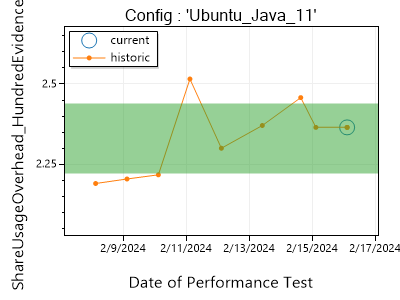 Config : 'Ubuntu_Java_11'
current
historic
ShareUsageOverhead_HundredEvidence
2.5
2.25
2/9/2024
2/11/2024
2/13/2024
2/15/2024
2/17/2024
Date of Performance Test